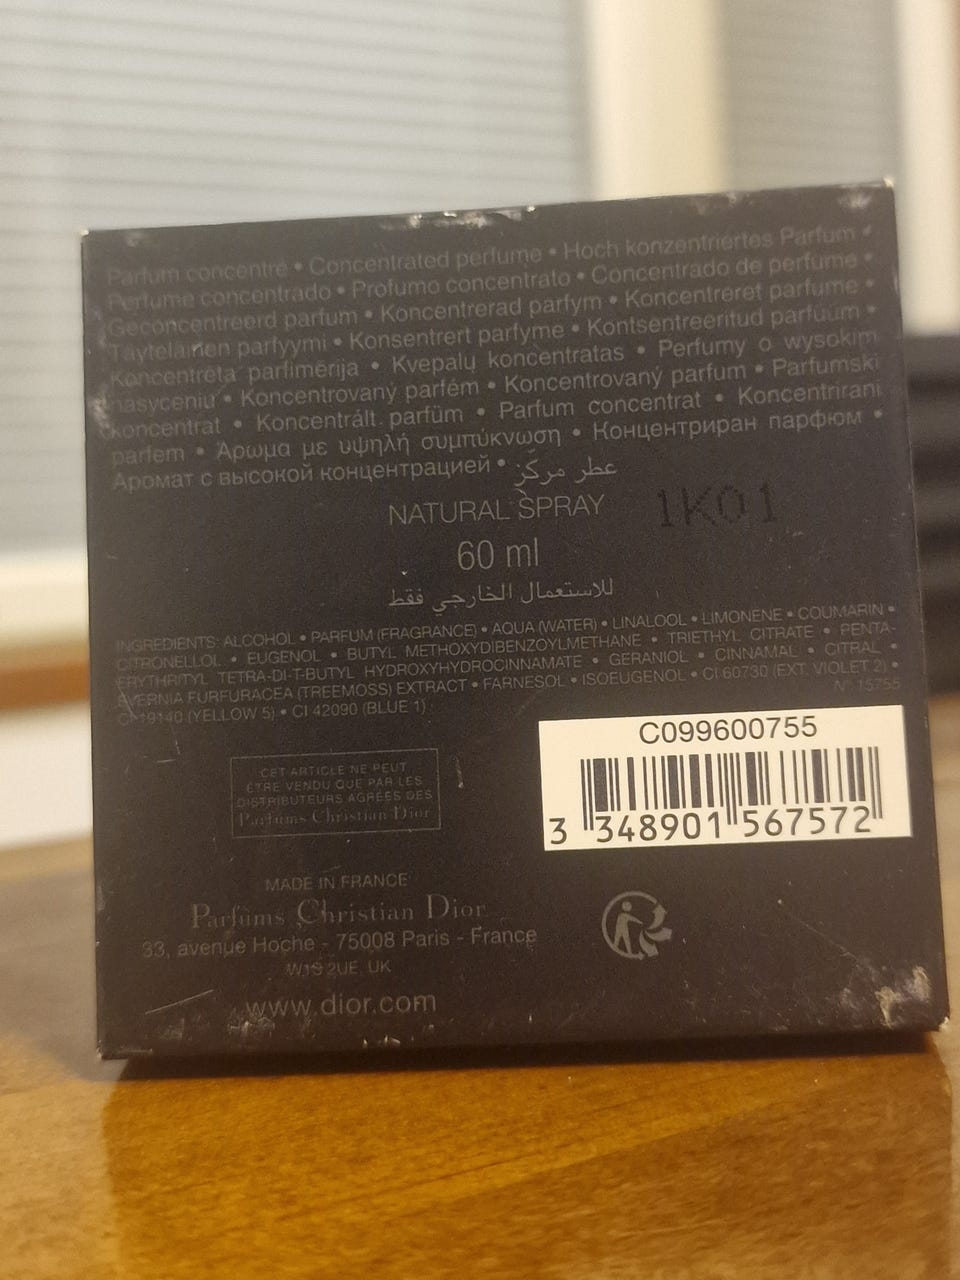 Parfum concentré • Concentrated perfume • Hoch konzentriertes Parfum •
Perfume concentrado • Profumo concentrato • Concentrado de perfume •
Geconcentreerd parfum • Koncentrerad parfym • Koncentreret parfume •
Täyteläinen parfyymi • Konsentrert parfyme • Kontsentreeritud parfüüm •
Koncentrēta parfimērija • Kvepalų koncentratas • Perfumy o wysokim
nasyceniu • Koncentrovaný parfém • Koncentrovaný parfum • Parfumski
koncentrat • Koncentrált parfüm • Parfum concentrat • Koncentrirani
parfem • Άρωμα με υψηλή συμπύκνωση • Концентриран парфюм •
Аромат с высокой концентрацией • عطر مركّز
NATURAL SPRAY
1K01
60 ml
للاستعمال الخارجي فقط
INGREDIENTS: ALCOHOL • PARFUM (FRAGRANCE) • AQUA (WATER) • LINALOOL • LIMONENE • COUMARIN •
CITRONELLOL • EUGENOL • BUTYL METHOXYDIBENZOYLMETHANE • TRIETHYL CITRATE • PENTA-
ERYTHRITYL TETRA-DI-T-BUTYL HYDROXYHYDROCINNAMATE • GERANIOL • CINNAMAL • CITRAL •
EVERNIA FURFURACEA (TREEMOSS) EXTRACT • FARNESOL • ISOEUGENOL • CI 60730 (EXT. VIOLET 2) •
CI 19140 (YELLOW 5) • CI 42090 (BLUE 1)
N° 15755
C099600755
3 348901 567572
CET ARTICLE NE PEUT
ÊTRE VENDU QUE PAR LES
DISTRIBUTEURS AGRÉÉS DES
Parfums Christian Dior
MADE IN FRANCE
Parfums Christian Dior
33, avenue Hoche - 75008 Paris - France
W1S 2UE, UK
www.dior.com